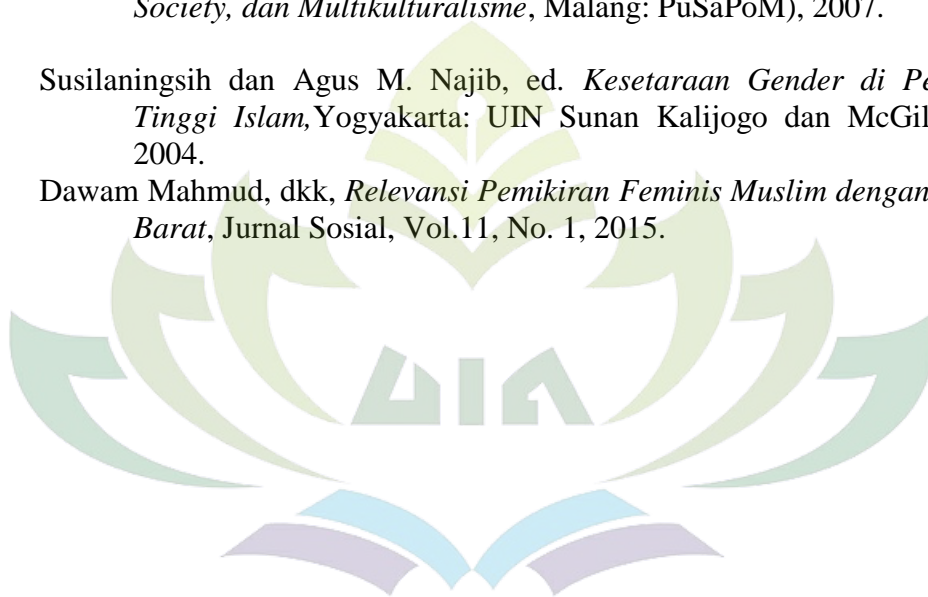 Society, dan Multikulturalisme, Malang: PuSaPoM), 2007.
Susilaningsih dan Agus M. Najib, ed. Kesetaraan Gender di Pe
Tinggi Islam,Yogyakarta: UIN Sunan Kalijogo dan McGil
2004.
Dawam Mahmud, dkk, Relevansi Pemikiran Feminis Muslim dengan
Barat, Jurnal Sosial, Vol.11, No. 1, 2015.
UIN